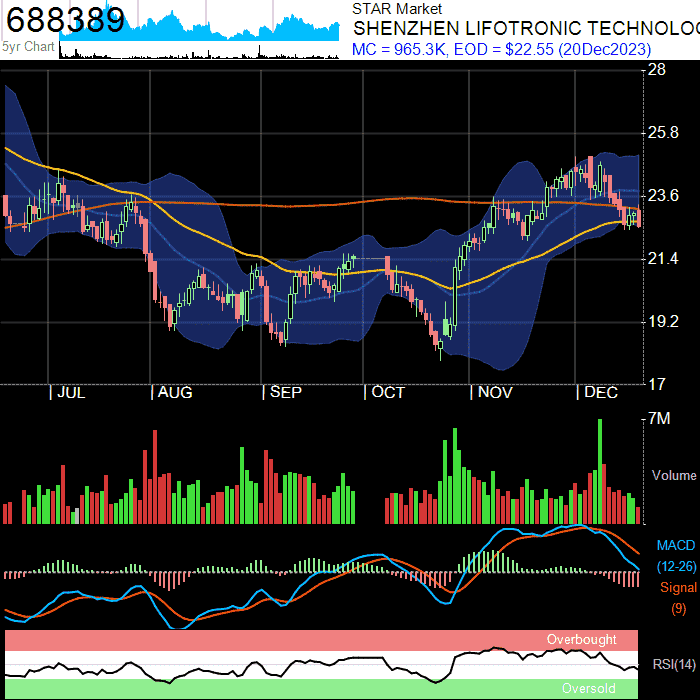 688389
5yr Chart
STAR Market
SHENZHEN LIFOTRONIC TECHNOLO
MC = 965.3K, EOD = $22.55 (20Dec2023)
28
25.8
23.6
21.4
19.2
17
JUL AUG SEP OCT NOV DEC
7M
Volume
MACD
(12-26)
Signal
(9)
Overbought
RSI(14)
Oversold